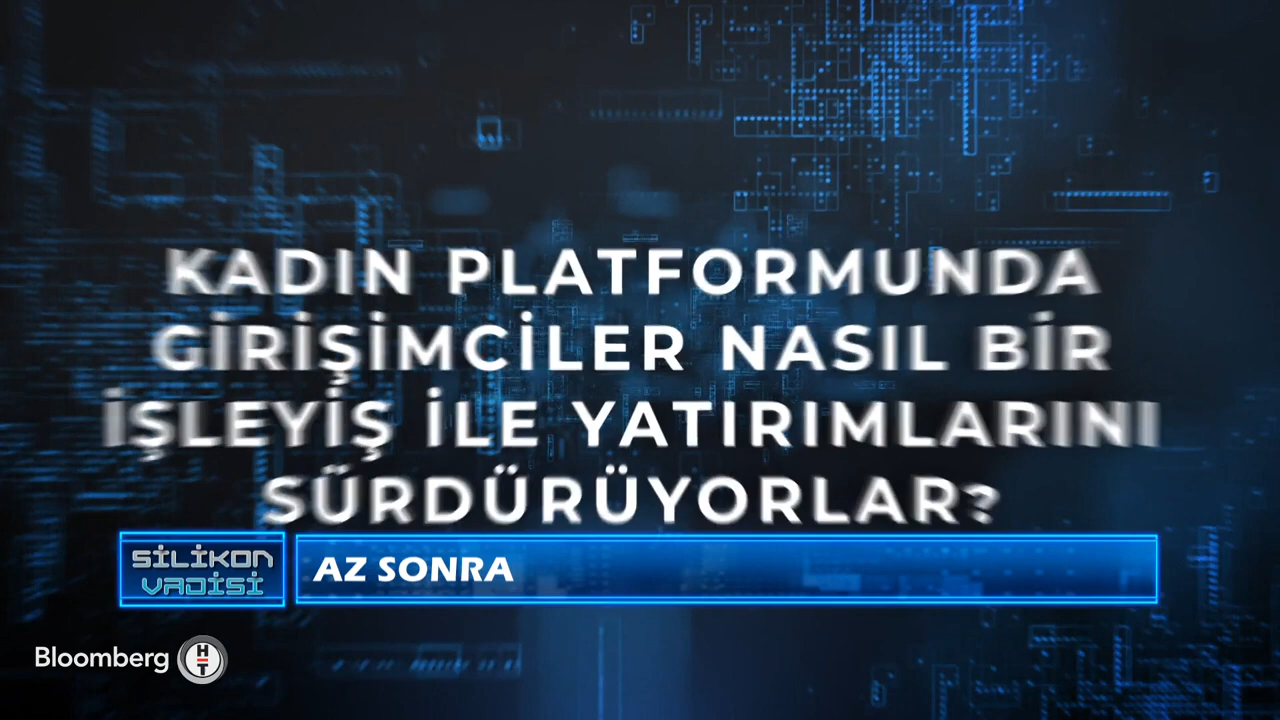 KADIN PLATFORMUNDA
GİRİŞİMCİLER NASIL BİR
İŞLEYİŞ İLE YATIRIMLARINI
SÜRDÜRÜYORLAR?
SİLİKON
VADİSİ
AZ SONRA
Bloomberg HT